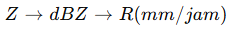 Z → dBZ → R(mm/jam)